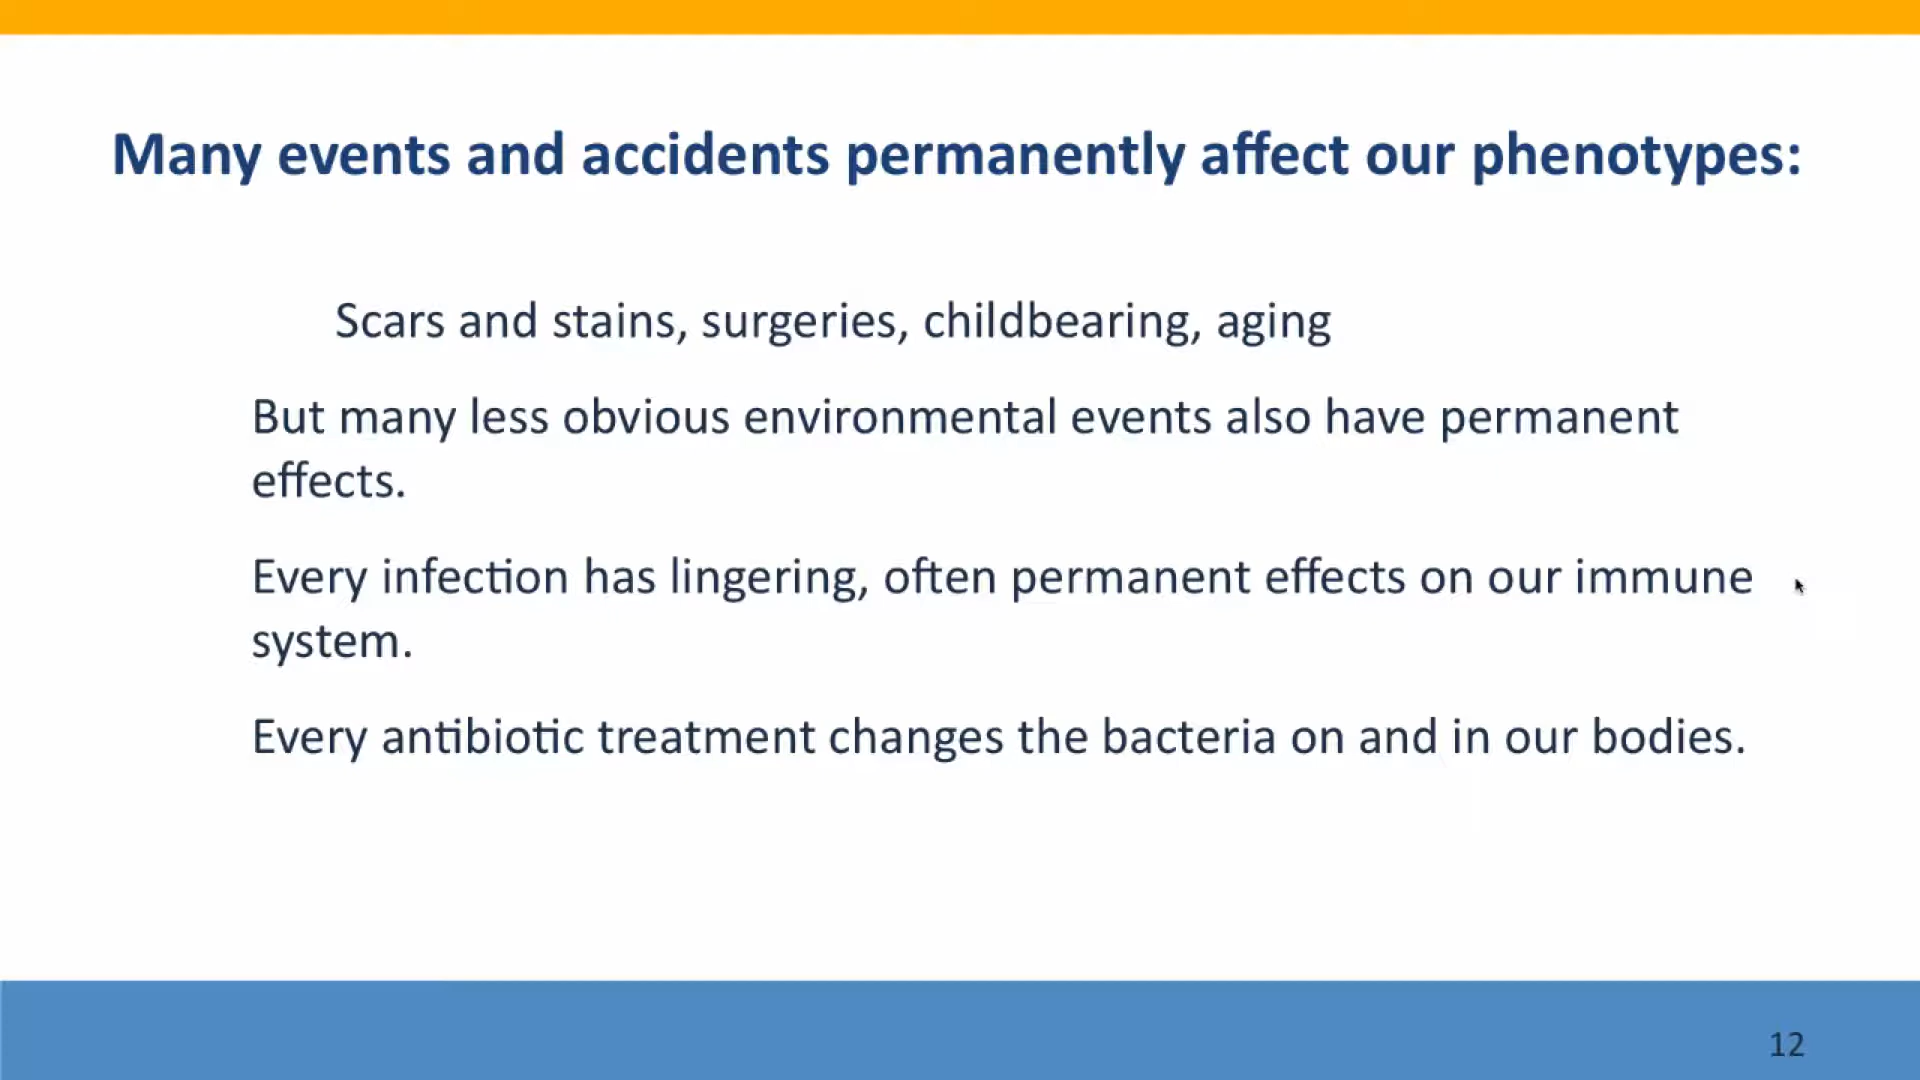 Many events and accidents permanently affect our phenotypes:
Scars and stains, surgeries, childbearing, aging
But many less obvious environmental events also have permanent
effects.
Every infection has lingering, often permanent effects on our immune
system.
Every antibiotic treatment changes the bacteria on and in our bodies.
12